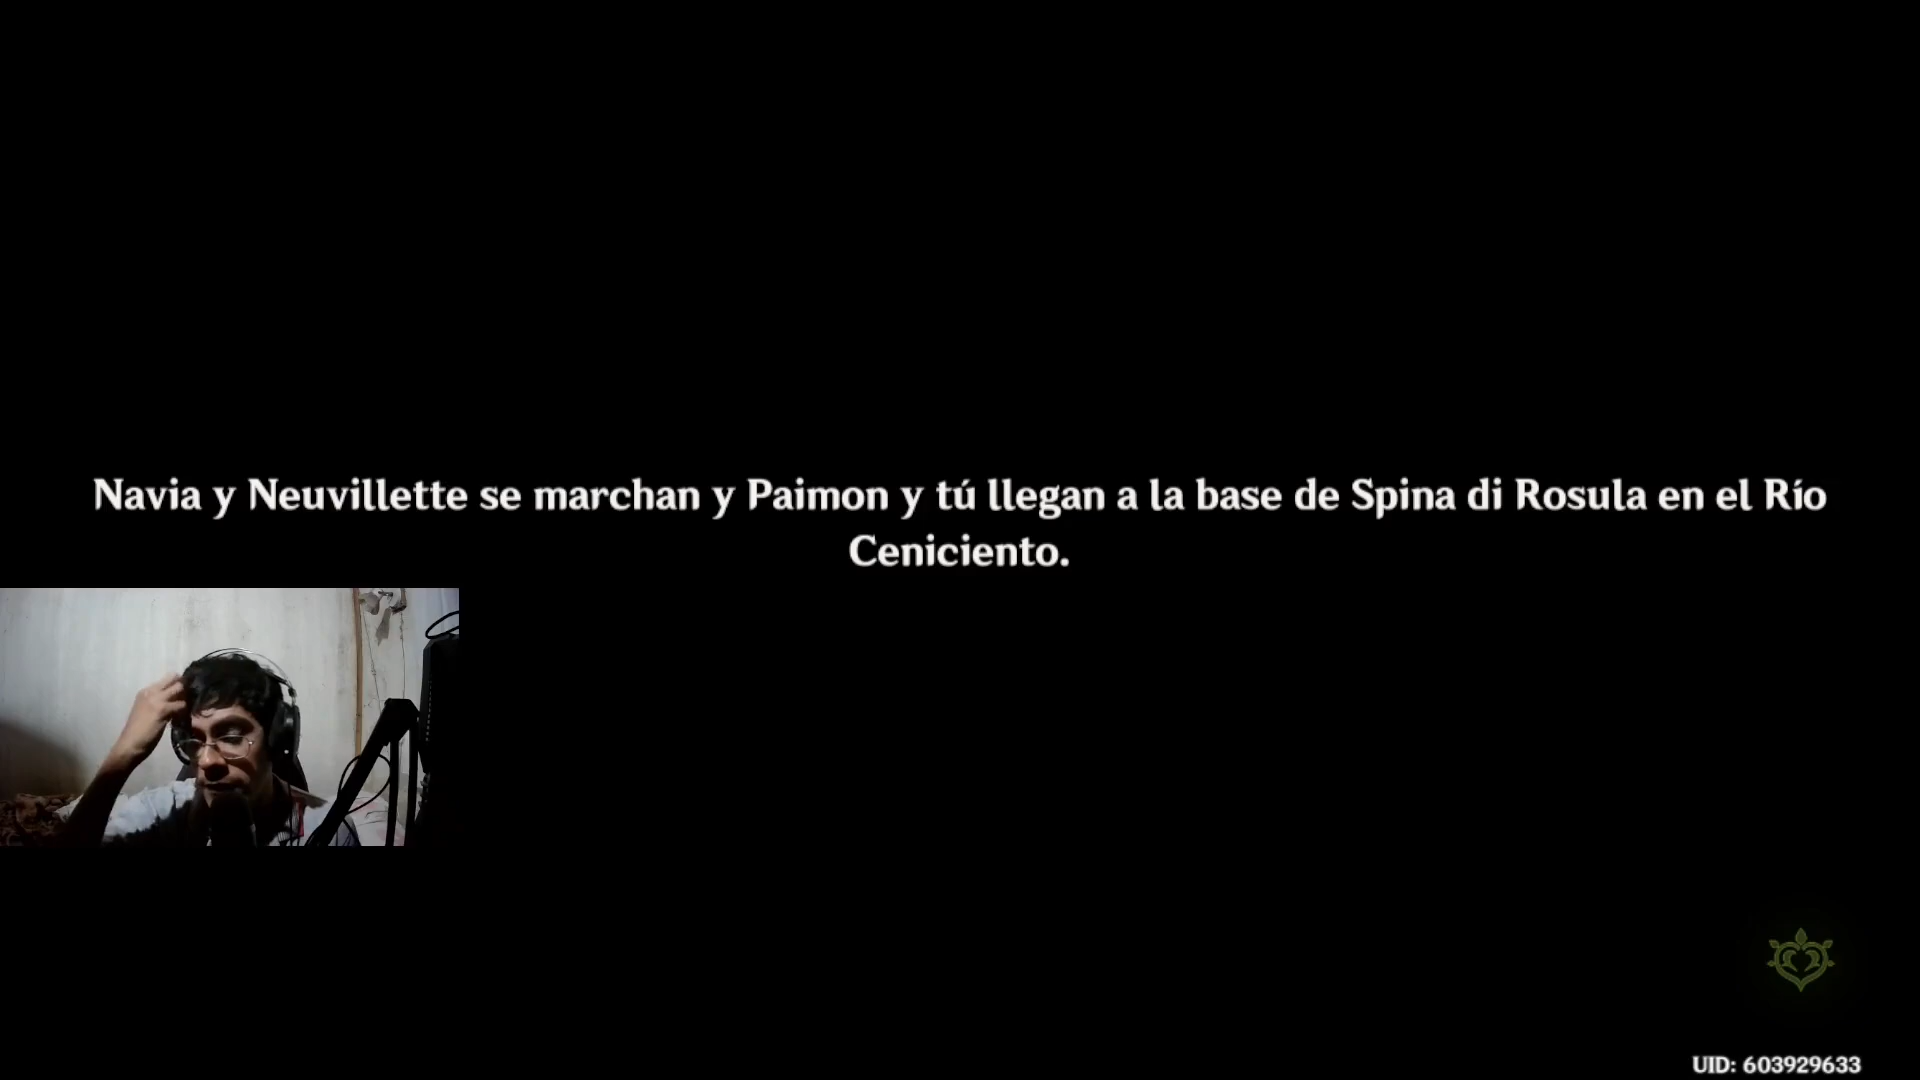 Navia y Neuvillette se marchan y Paimon y tú llegan a la base de Spina di Rosula en el Río
Ceniciento.
UID: 603929633